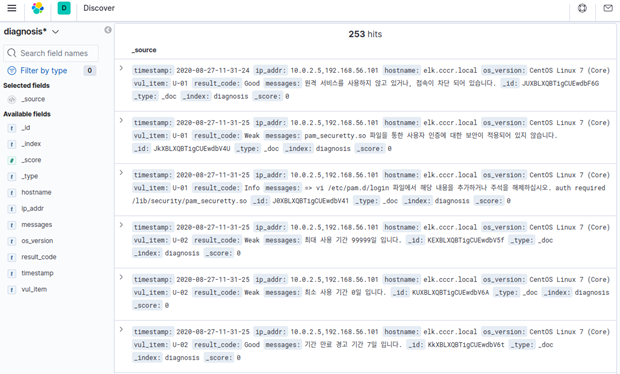 D Discover
diagnosis*
253 hits
Search field names
_source
Filter by type 0
Selected fields
_source
Available fields
_id
_index
_score
_type
hostname
ip_addr
messages
os_version
result_code
timestamp
vul_item
timestamp: 2020-08-27-11-31-24 ip_addr: 10.0.2.5,192.168.56.101 hostname: elk.cccr.local os_version: CentOS Linux 7 (Core)
vul_item: U-01 result_code: Good messages: 원격 서비스를 사용하지 않고 있거나, 접속이 차단 되어 있습니다. _id: JUXBLXQBTigCUEwdbF6G
_type: _doc _index: diagnosis _score: 0
timestamp: 2020-08-27-11-31-25 ip_addr: 10.0.2.5,192.168.56.101 hostname: elk.cccr.local os_version: CentOS Linux 7 (Core)
vul_item: U-01 result_code: Weak messages: pam_securetty.so 파일을 통한 사용자 인증에 대한 보안이 적용되어 있지 않습니다.
_id: JkXBLXQBTigCUEwdbV4U _type: _doc _index: diagnosis _score: 0
timestamp: 2020-08-27-11-31-25 ip_addr: 10.0.2.5,192.168.56.101 hostname: elk.cccr.local os_version: CentOS Linux 7 (Core)
vul_item: U-01 result_code: Info messages: => vi /etc/pam.d/login 파일에서 해당 내용을 추가하거나 주석을 해제하십시오. auth required
/lib/security/pam_securetty.so _id: J0XBLXQBTigCUEwdbV41 _type: _doc _index: diagnosis _score: 0
timestamp: 2020-08-27-11-31-25 ip_addr: 10.0.2.5,192.168.56.101 hostname: elk.cccr.local os_version: CentOS Linux 7 (Core)
vul_item: U-02 result_code: Weak messages: 최대 사용 기간 99999일 입니다. _id: KEXBLXQBTigCUEwdbV5f _type: _doc
_index: diagnosis _score: 0
timestamp: 2020-08-27-11-31-25 ip_addr: 10.0.2.5,192.168.56.101 hostname: elk.cccr.local os_version: CentOS Linux 7 (Core)
vul_item: U-02 result_code: Weak messages: 최소 사용 기간 0일 입니다. _id: KUXBLXQBTigCUEwdbV6A _type: _doc _index: diagnosis
_score: 0
timestamp: 2020-08-27-11-31-25 ip_addr: 10.0.2.5,192.168.56.101 hostname: elk.cccr.local os_version: CentOS Linux 7 (Core)
vul_item: U-02 result_code: Good messages: 기간 만료 경고 기간 7일 입니다. _id: KkXBLXQBTigCUEwdbV6t _type: _doc
_index: diagnosis _score: 0